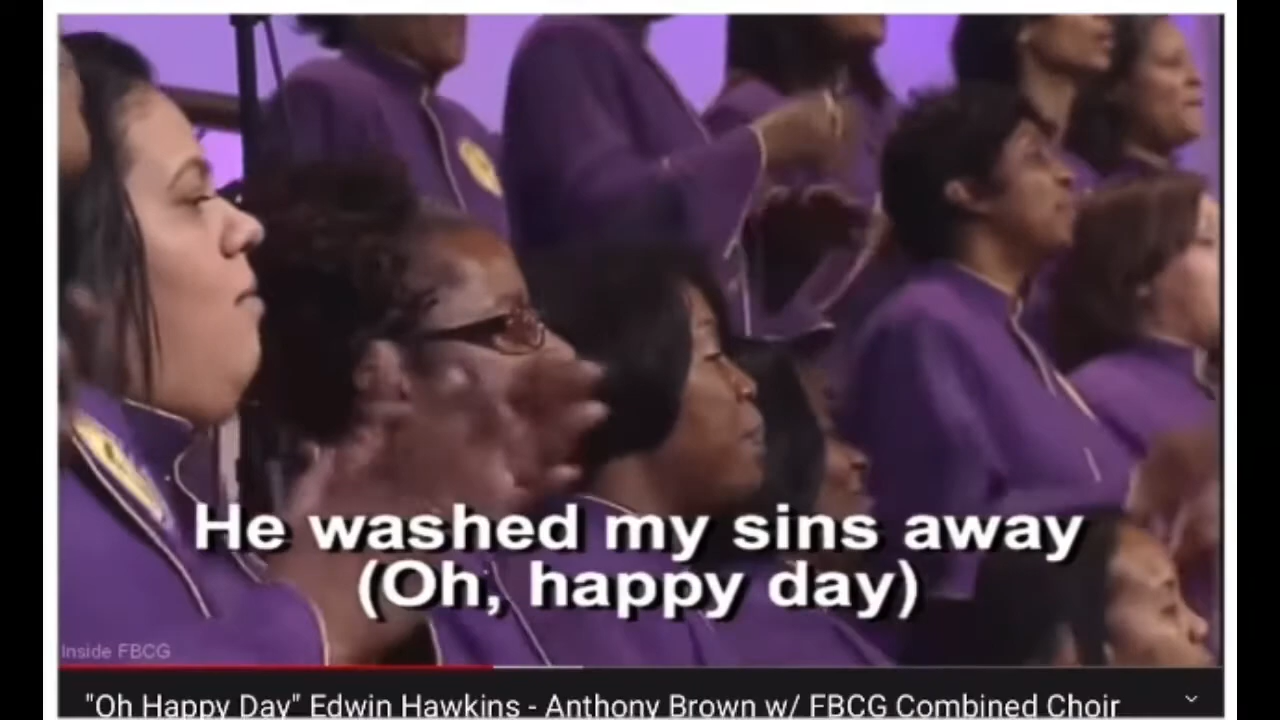 He washed my sins away
(Oh, happy day)
Inside FBCG
"Oh Happy Day" Edwin Hawkins - Anthony Brown w/ FBCG Combined Choir